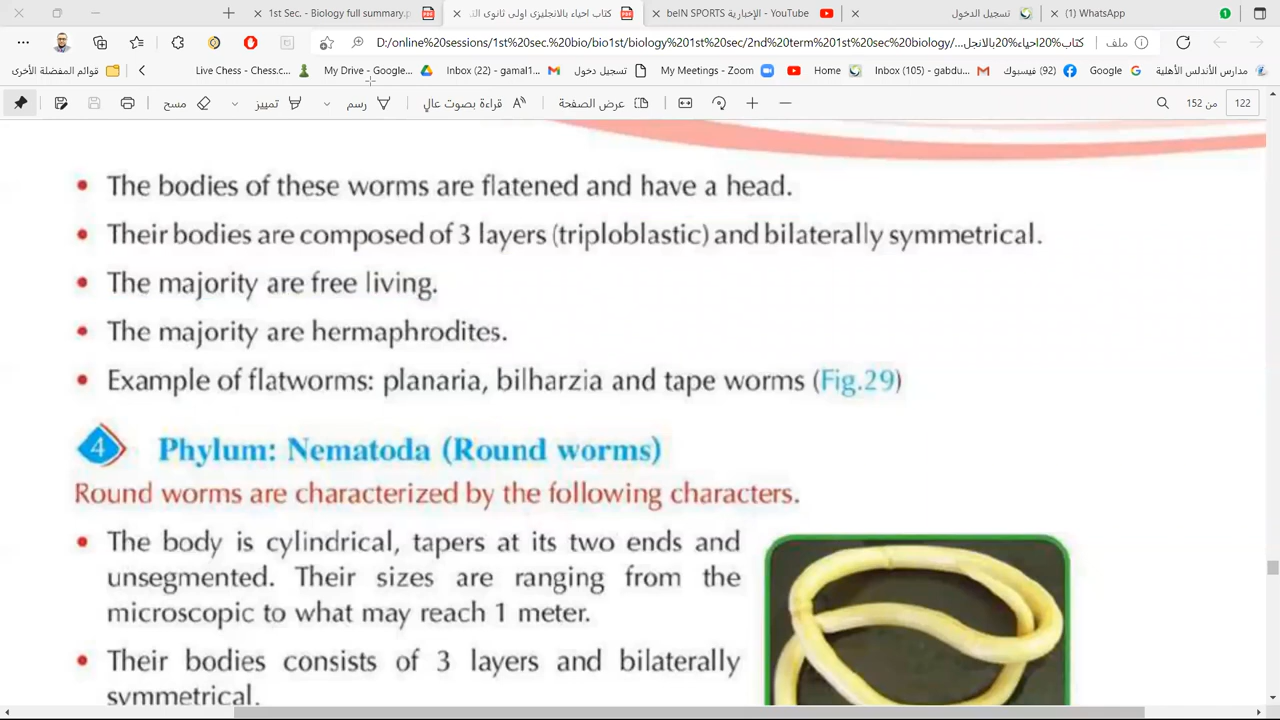 1st Sec. - Biology full summary.p
كتاب احياء بالانجليزى اولى ثانوى الت
beIN SPORTS الإخبارية - YouTube
تسجيل الدخول
(1) WhatsApp
D:/online%20sessions/1st%20sec.%20bio/bio1st/biology%201st%20sec/2nd%20term%201st%20sec%20biology/كتاب%20احياء%20بالانجل...
ملف
قوائم المفضلة الأخرى
Live Chess - Chess.c...
My Drive - Google...
Inbox (22) - gamal1...
تسجيل دخول
My Meetings - Zoom
Home
Inbox (105) - gabdu...
(92) فيسبوك
Google
مدارس الأندلس الأهلية
مسح
تمييز
رسم
قراءة بصوت عالٍ
عرض الصفحة
من 152
122
• The bodies of these worms are flatened and have a head.
• Their bodies are composed of 3 layers (triploblastic) and bilaterally symmetrical.
• The majority are free living.
• The majority are hermaphrodites.
• Example of flatworms: planaria, bilharzia and tape worms (Fig.29)
4 Phylum: Nematoda (Round worms)
Round worms are characterized by the following characters.
• The body is cylindrical, tapers at its two ends and
unsegmented. Their sizes are ranging from the
microscopic to what may reach 1 meter.
• Their bodies consists of 3 layers and bilaterally
symmetrical.